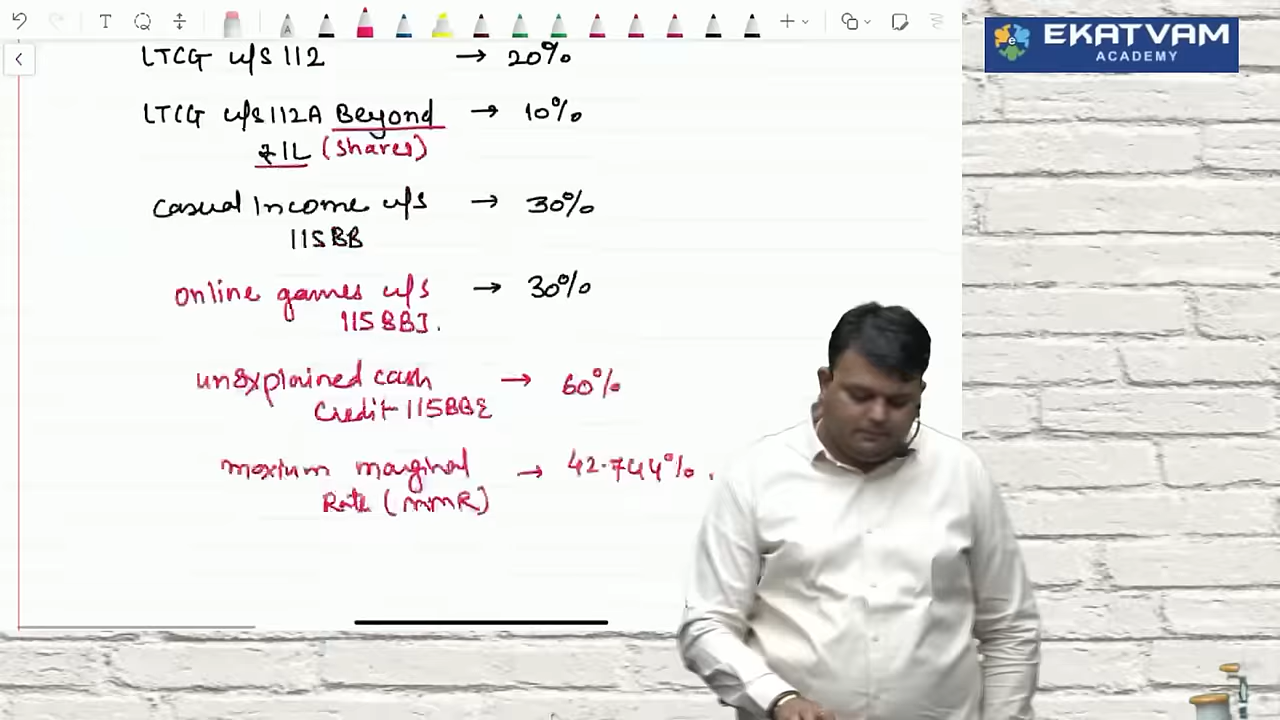 EKATVAM
ACADEMY
LTCG u/s 112 → 20%
LTCG u/s 112A Beyond → 10%
₹1L (Shares)
Casual Income u/s → 30%
115BB
online games u/s → 30%
115BBJ.
unexplained cash → 60%
Credit-115BBE
maximum marginal → 42.744%.
Rate (MMR)